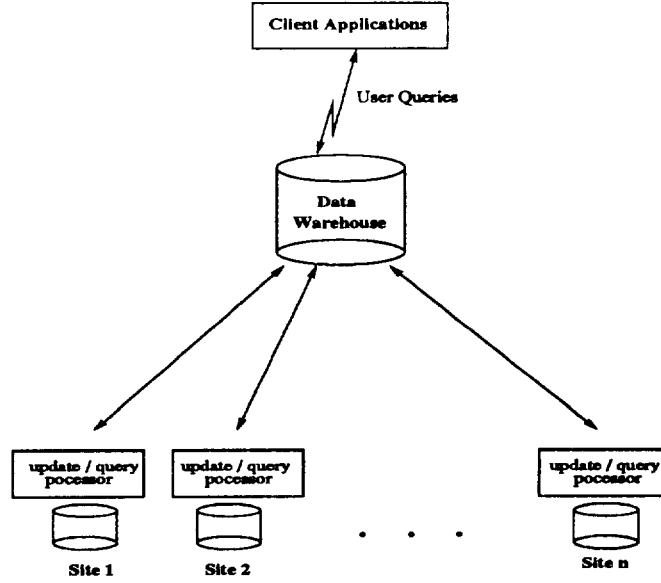 Client Applications
User Queries
Data
Warehouse
update / query
pocessor
update / query
pocessor
update / query
pocessor
. . .
Site 1
Site 2
Site n